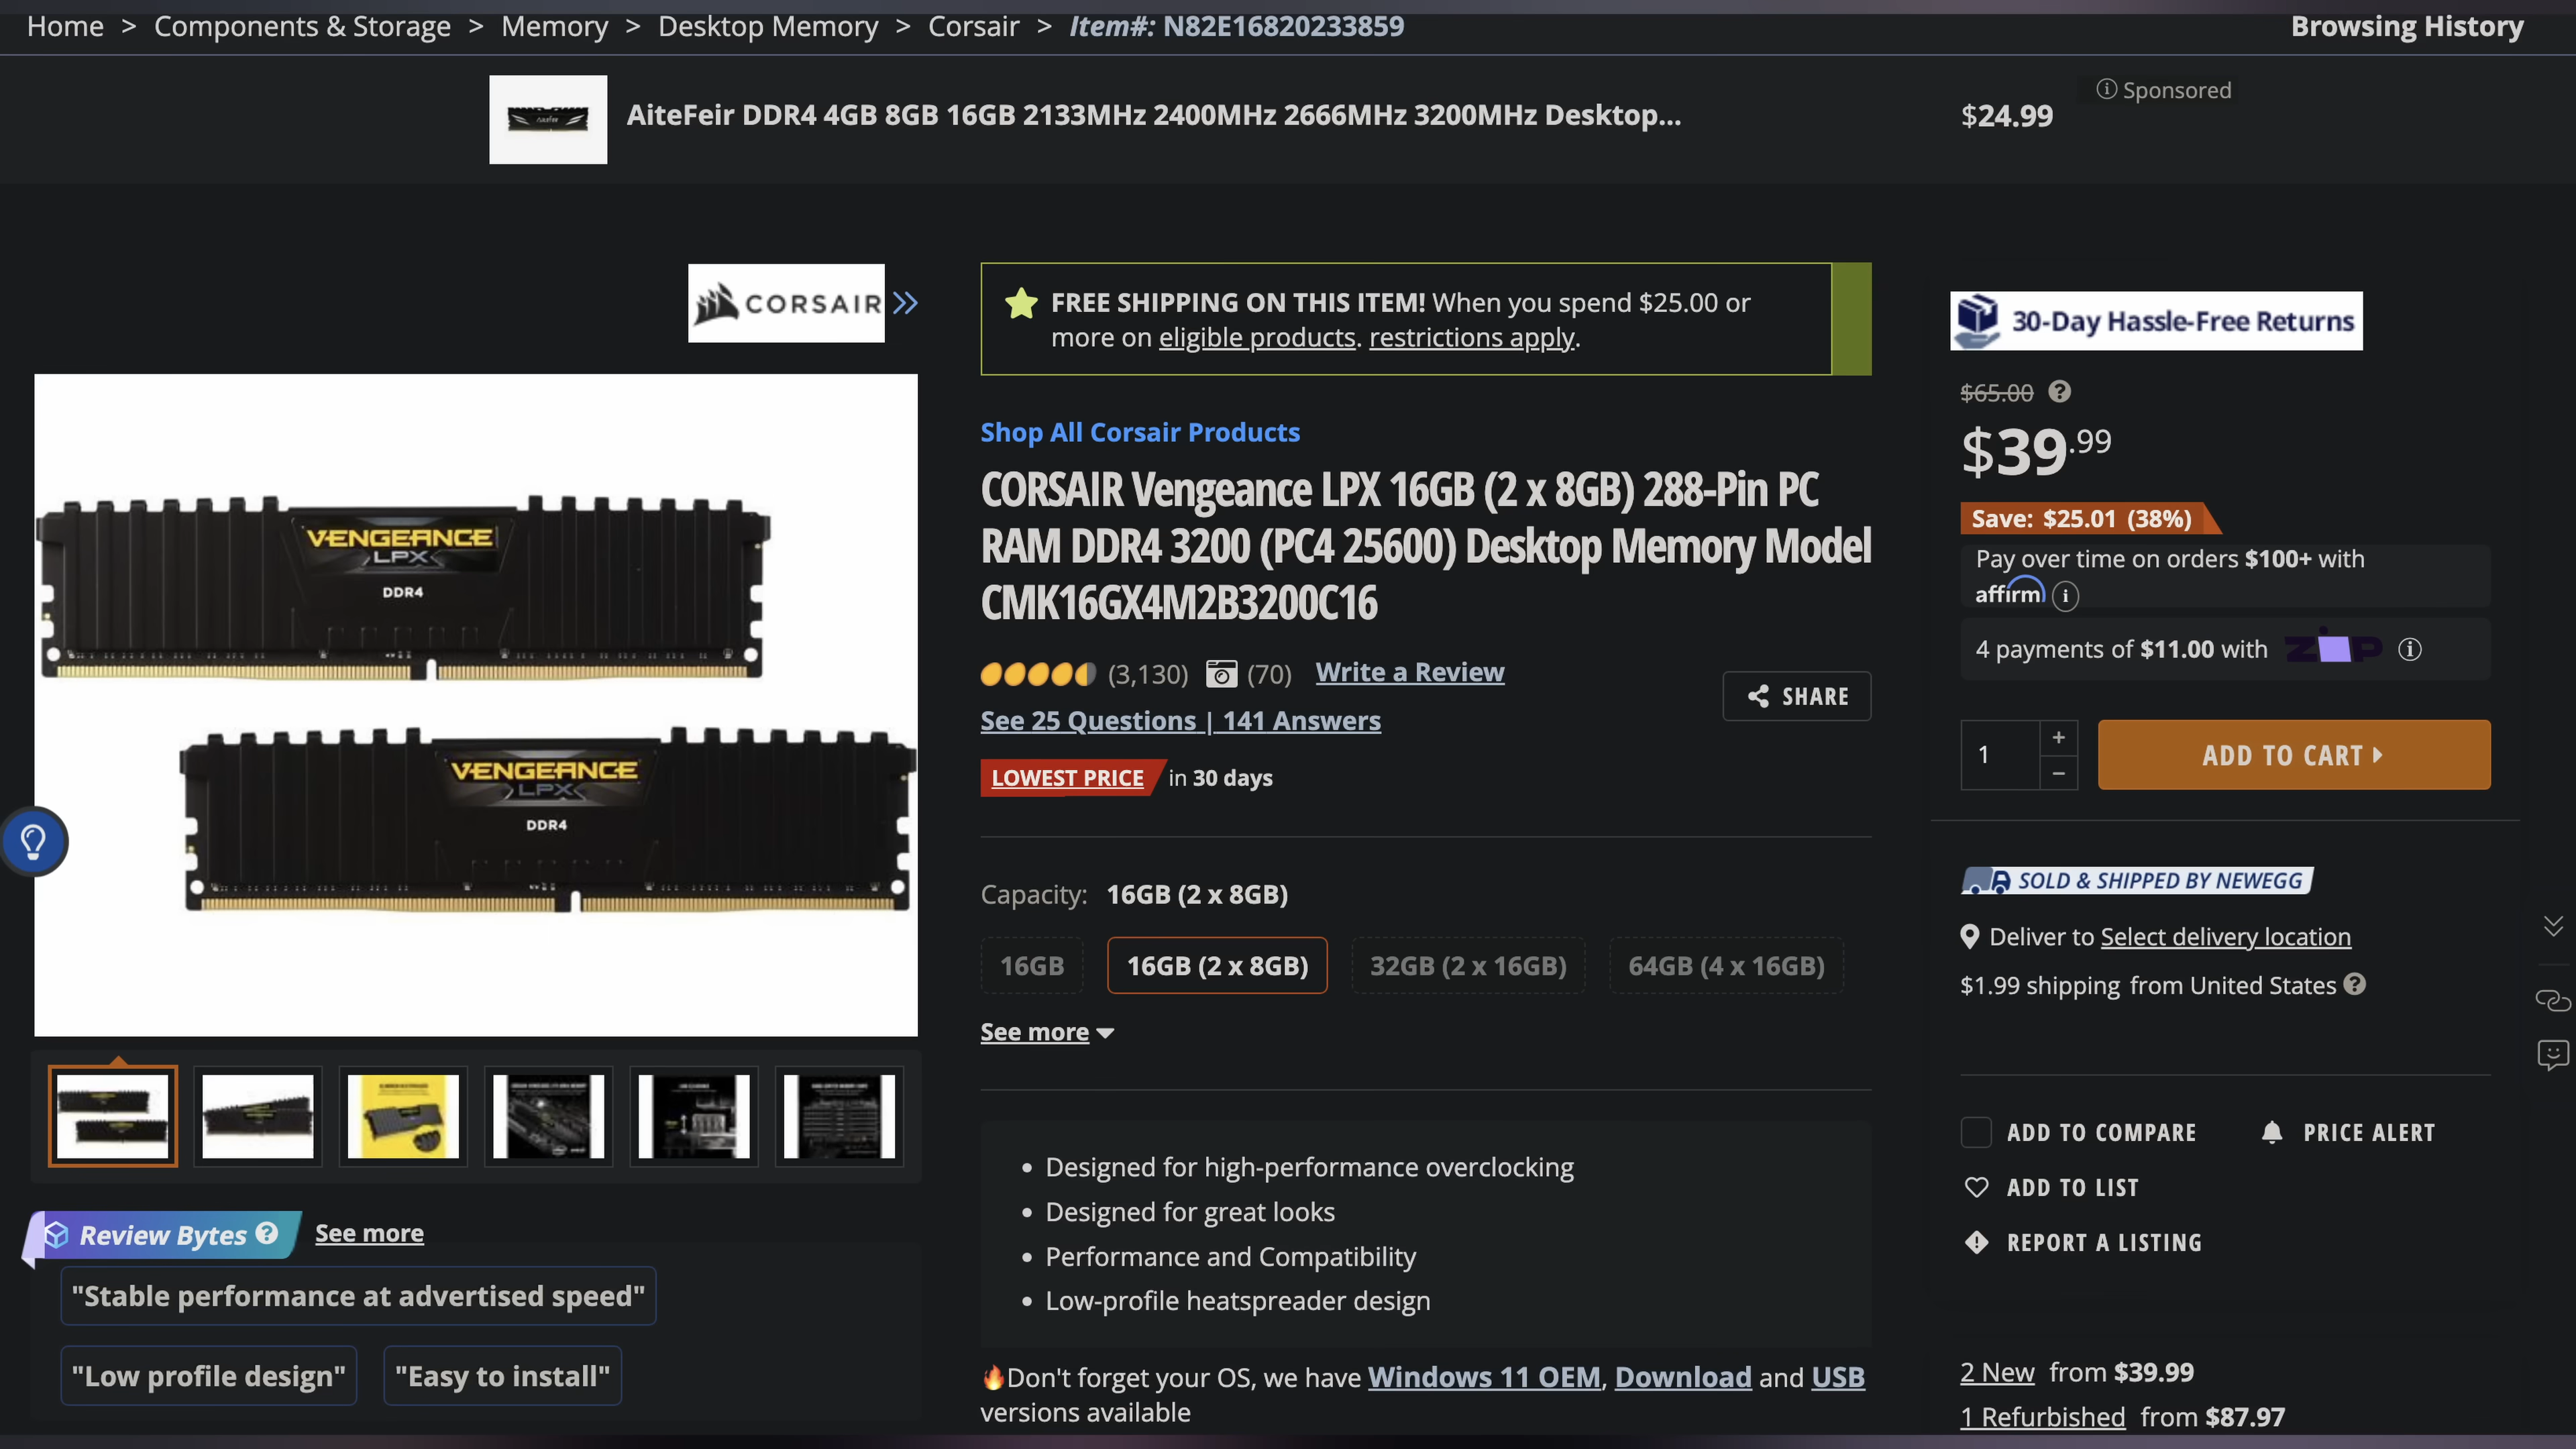 Home > Components & Storage > Memory > Desktop Memory > Corsair > Item#: N82E16820233859
Browsing History
AiteFeir DDR4 4GB 8GB 16GB 2133MHz 2400MHz 2666MHz 3200MHz Desktop...
$24.99
Sponsored
CORSAIR
VENGEANCE
LPX
DDR4
VENGEANCE
LPX
DDR4
Review Bytes
See more
"Stable performance at advertised speed"
"Low profile design"
"Easy to install"
FREE SHIPPING ON THIS ITEM! When you spend $25.00 or
more on eligible products. restrictions apply.
Shop All Corsair Products
CORSAIR Vengeance LPX 16GB (2 x 8GB) 288-Pin PC
RAM DDR4 3200 (PC4 25600) Desktop Memory Model
CMK16GX4M2B3200C16
(3,130) (70) Write a Review
See 25 Questions | 141 Answers
SHARE
LOWEST PRICE in 30 days
Capacity: 16GB (2 x 8GB)
16GB 16GB (2 x 8GB) 32GB (2 x 16GB) 64GB (4 x 16GB)
See more
• Designed for high-performance overclocking
• Designed for great looks
• Performance and Compatibility
• Low-profile heatspreader design
🔥Don't forget your OS, we have Windows 11 OEM, Download and USB
versions available
30-Day Hassle-Free Returns
$65.00
$39.99
Save: $25.01 (38%)
Pay over time on orders $100+ with
affirm
4 payments of $11.00 with ZIP
1 + −
ADD TO CART
SOLD & SHIPPED BY NEWEGG
Deliver to Select delivery location
$1.99 shipping from United States
ADD TO COMPARE
PRICE ALERT
ADD TO LIST
REPORT A LISTING
2 New from $39.99
1 Refurbished from $87.97